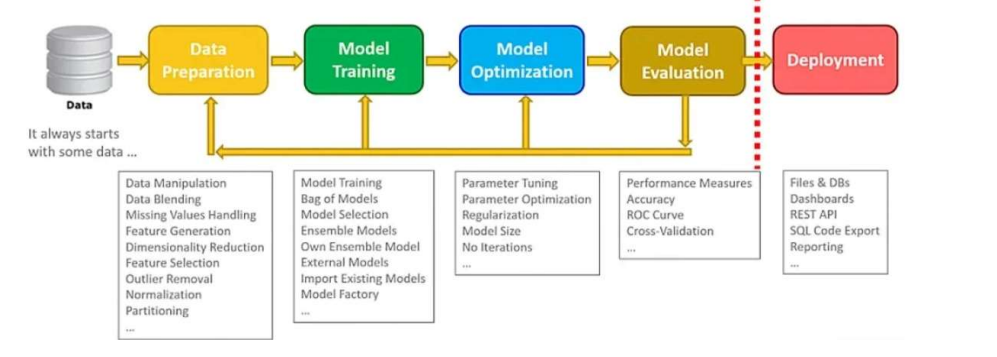 Data
Preparation
Model
Training
Model
Optimization
Model
Evaluation
Deployment
Data
It always starts
with some data ...
Data Manipulation
Data Blending
Missing Values Handling
Feature Generation
Dimensionality Reduction
Feature Selection
Outlier Removal
Normalization
Partitioning
...
Model Training
Bag of Models
Model Selection
Ensemble Models
Own Ensemble Model
External Models
Import Existing Models
Model Factory
...
Parameter Tuning
Parameter Optimization
Regularization
Model Size
No Iterations
...
Performance Measures
Accuracy
ROC Curve
Cross-Validation
...
Files & DBs
Dashboards
REST API
SQL Code Export
Reporting
...